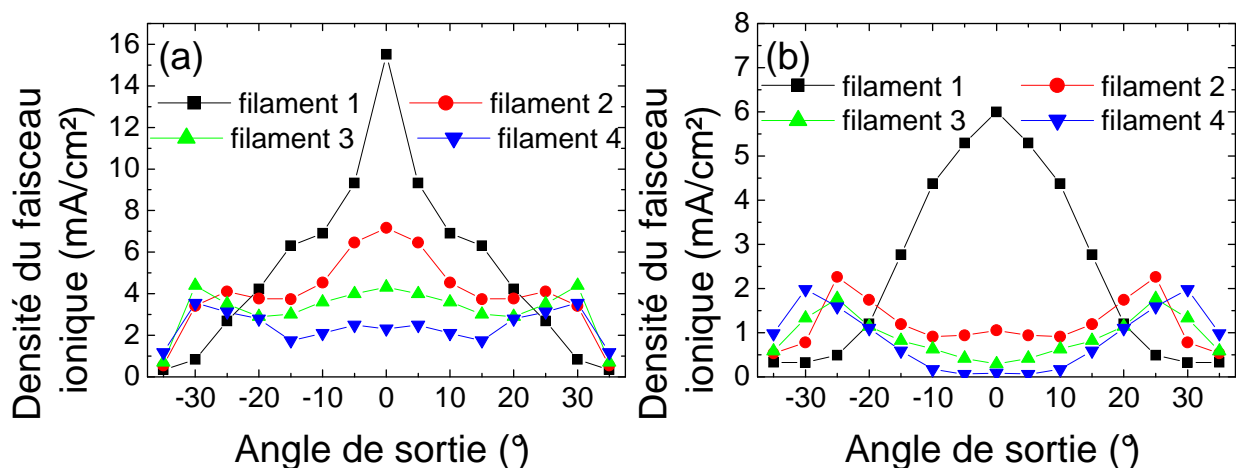 (a)
filament 1
filament 2
filament 3
filament 4
16
14
12
10
8
6
4
2
0
-30 -20 -10 0 10 20 30
Densité du faisceau
ionique (mA/cm²)
Angle de sortie (°)
(b)
filament 1
filament 2
filament 3
filament 4
8
7
6
5
4
3
2
1
0
-30 -20 -10 0 10 20 30
Densité du faisceau
ionique (mA/cm²)
Angle de sortie (°)